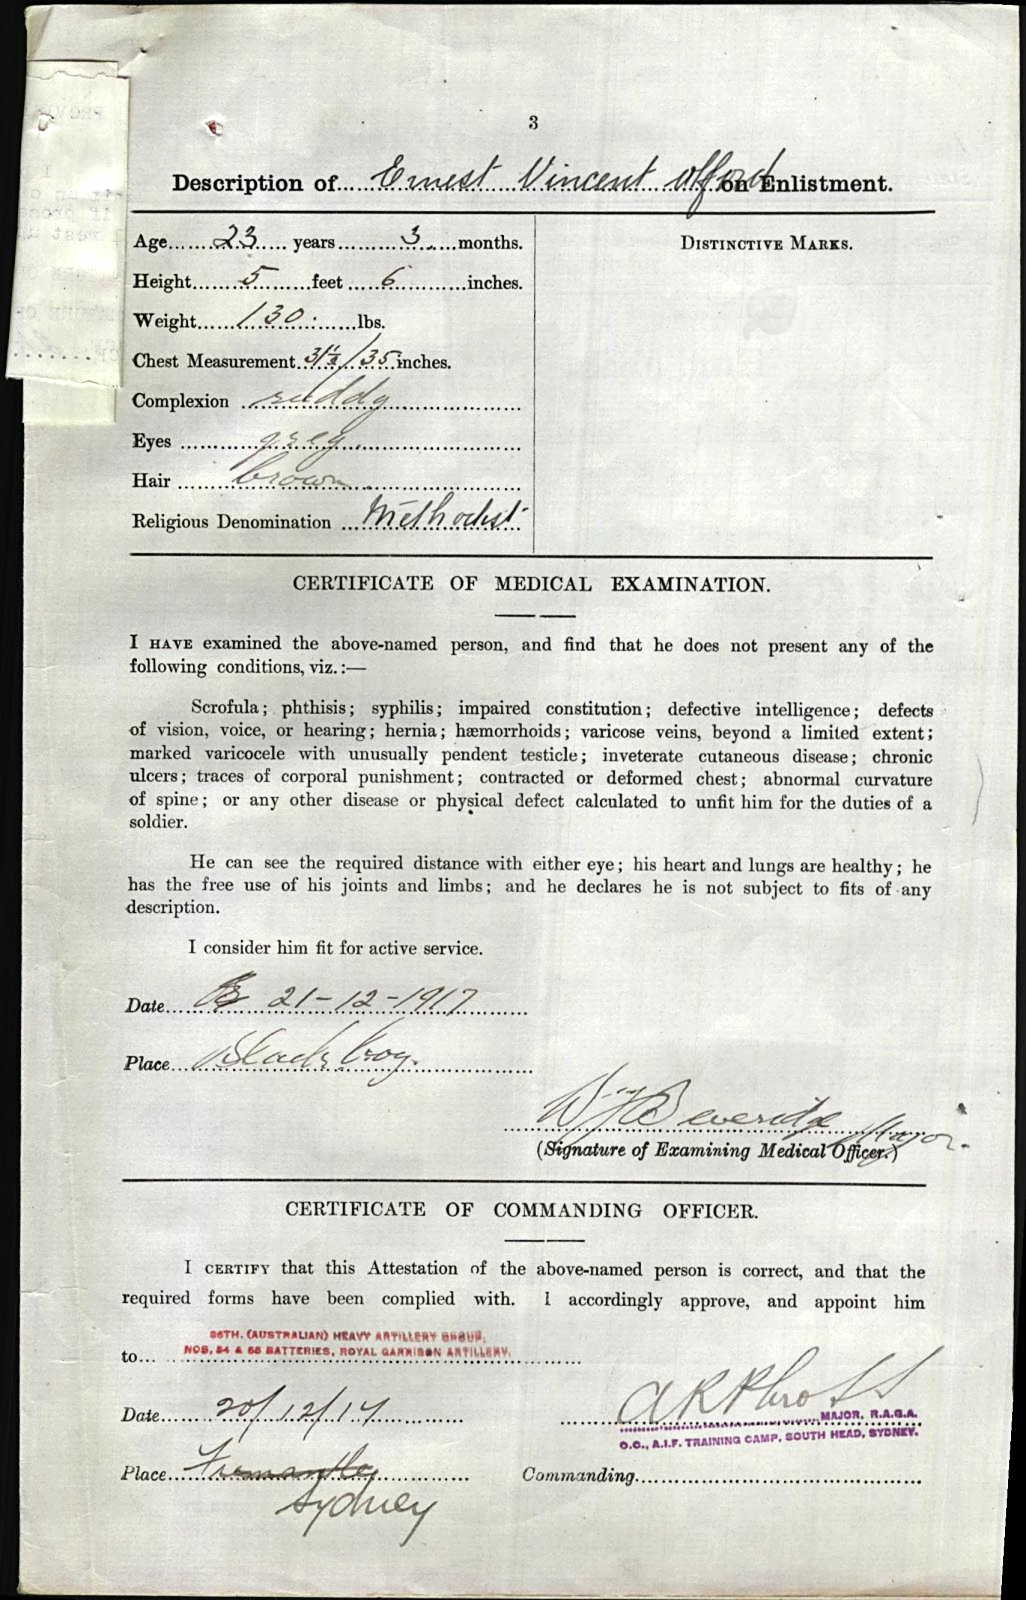 3
Description of Ernest Vincent Offord on Enlistment.
Age 23 years 3 months.
Height 5 feet 6 inches.
Weight 130 lbs.
Chest Measurement 31½/35 inches.
Complexion ruddy
Eyes grey
Hair brown
Religious Denomination Methodist
DISTINCTIVE MARKS.
CERTIFICATE OF MEDICAL EXAMINATION.
I HAVE examined the above-named person, and find that he does not present any of the
following conditions, viz.:—
Scrofula; phthisis; syphilis; impaired constitution; defective intelligence; defects
of vision, voice, or hearing; hernia; hæmorrhoids; varicose veins, beyond a limited extent;
marked varicocele with unusually pendent testicle; inveterate cutaneous disease; chronic
ulcers; traces of corporal punishment; contracted or deformed chest; abnormal curvature
of spine; or any other disease or physical defect calculated to unfit him for the duties of a
soldier.
He can see the required distance with either eye; his heart and lungs are healthy; he
has the free use of his joints and limbs; and he declares he is not subject to fits of any
description.
I consider him fit for active service.
Date 21-12-1917
Place Blackboy.
W J Beveridge Major.
(Signature of Examining Medical Officer.)
CERTIFICATE OF COMMANDING OFFICER.
I CERTIFY that this Attestation of the above-named person is correct, and that the
required forms have been complied with. I accordingly approve, and appoint him
36TH. (AUSTRALIAN) HEAVY ARTILLERY GROUP,
to NOS. 54 & 55 BATTERIES, ROYAL GARRISON ARTILLERY.
Date 20/12/17
MAJOR, R.A.G.A.
O.C., A.I.F. TRAINING CAMP, SOUTH HEAD, SYDNEY.
Place Fremantle
Sydney
Commanding